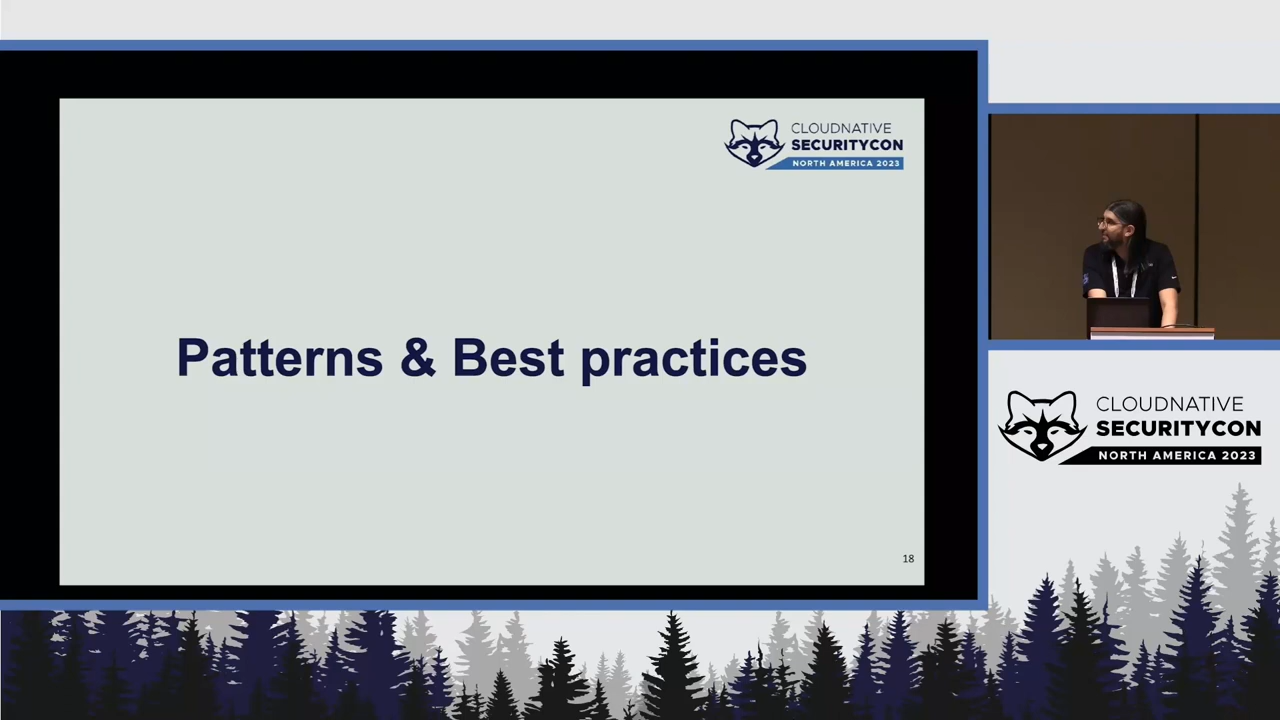 CLOUDNATIVE
SECURITYCON
NORTH AMERICA 2023
Patterns & Best practices
18
CLOUDNATIVE
SECURITYCON
NORTH AMERICA 2023